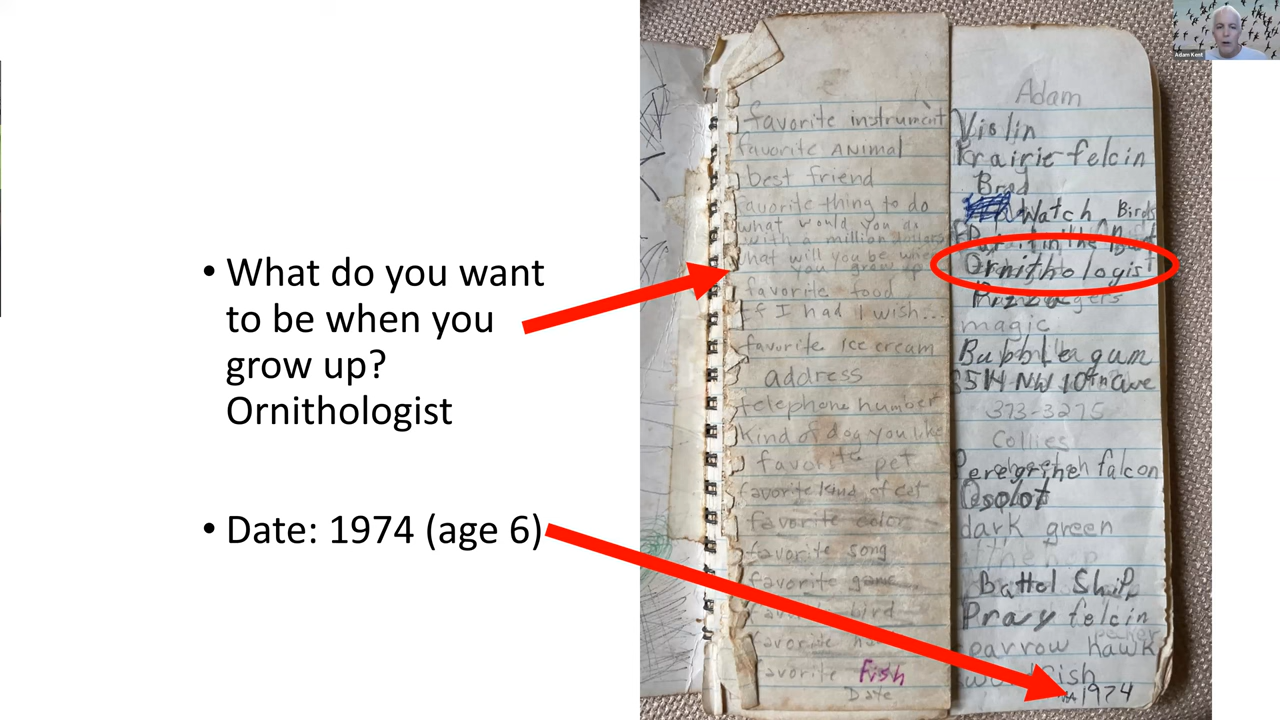 Adam Kent
• What do you want
to be when you
grow up?
Ornithologist
• Date: 1974 (age 6)
Adam
favorite instrument Violin
favorite ANIMAL Prairie felcin
best friend Brad
favorite thing to do Watch Birds
what would you do
with a million dollars
what will you be when
you grow up Ornithologist
favorite food
If I had 1 wish... magic
favorite ice cream Bubble gum
address NW 10th ave
telephone number 373-3275
kind of dog you like Collies
favorite pet Peregrine falcon
favorite kind of cat Osolot
favorite color dark green
favorite song
favorite game Battel Ship
favorite bird Prary felcin
favorite sparrow hawk
favorite Fish
Date 1974